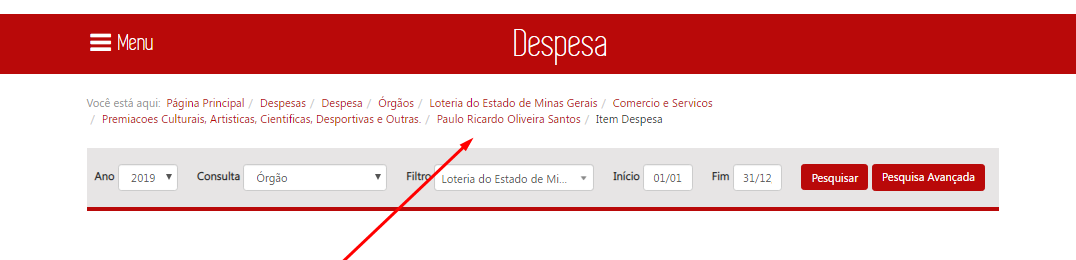 Menu
Despesa
Você está aqui: Página Principal / Despesas / Despesa / Órgãos / Loteria do Estado de Minas Gerais / Comercio e Servicos
/ Premiacoes Culturais, Artisticas, Cientificas, Desportivas e Outras. / Paulo Ricardo Oliveira Santos / Item Despesa
Ano 2019 Consulta Órgão Filtro Loteria do Estado de Mi... Início 01/01 Fim 31/12 Pesquisar Pesquisa Avançada